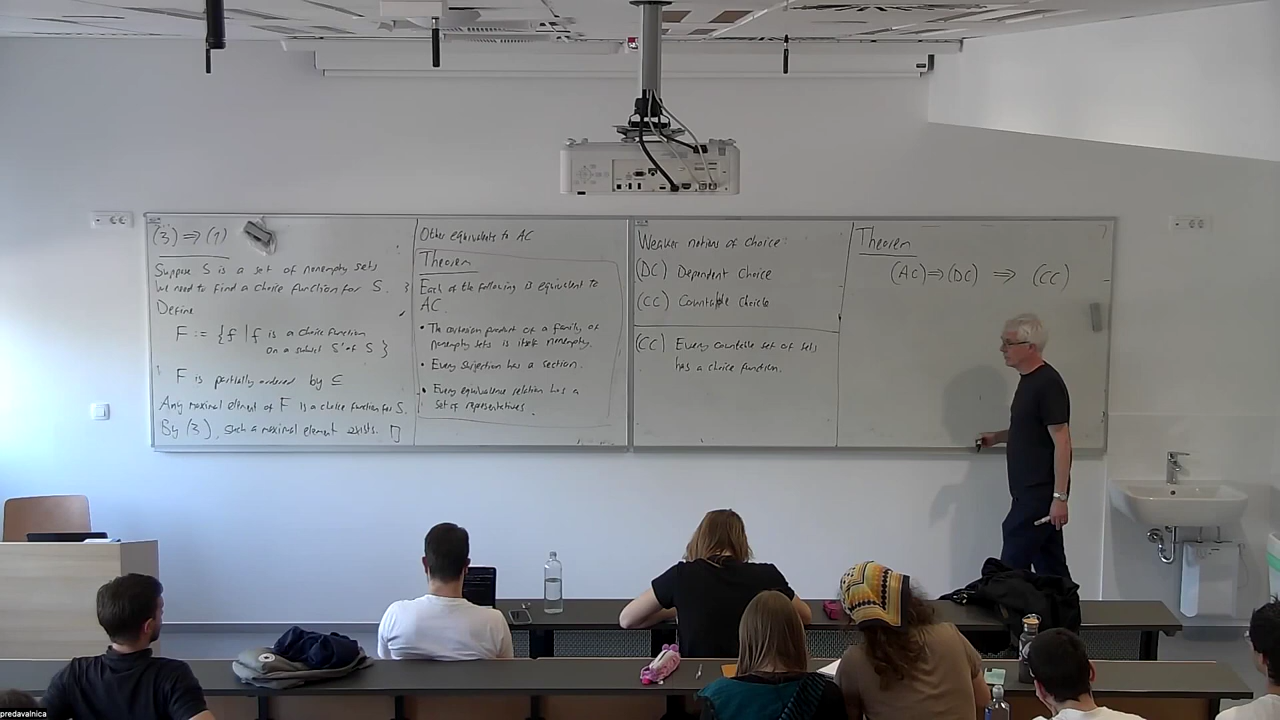 (3) ⇒ (1)
Suppose S is a set of nonempty sets
We need to find a choice function for S.
Define
F := {f | f is a choice function
on a subset S' of S }
F is partially ordered by ⊆
Any maximal element of F is a choice function for S.
By (3), such a maximal element exists. □
Other equivalents to AC
Theorem
Each of the following is equivalent to
AC.
• The cartesian product of a family of
nonempty sets is itself nonempty.
• Every surjection has a section.
• Every equivalence relation has a
set of representatives.
Weaker notions of choice:
(DC) Dependent Choice
(CC) Countable Choice
(CC) Every countable set of sets
has a choice function.
Theorem
(AC) ⇒ (DC) ⇒ (CC)
predavalnica